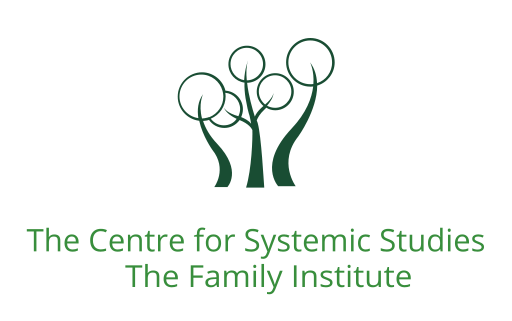 The Centre for Systemic Studies
The Family Institute